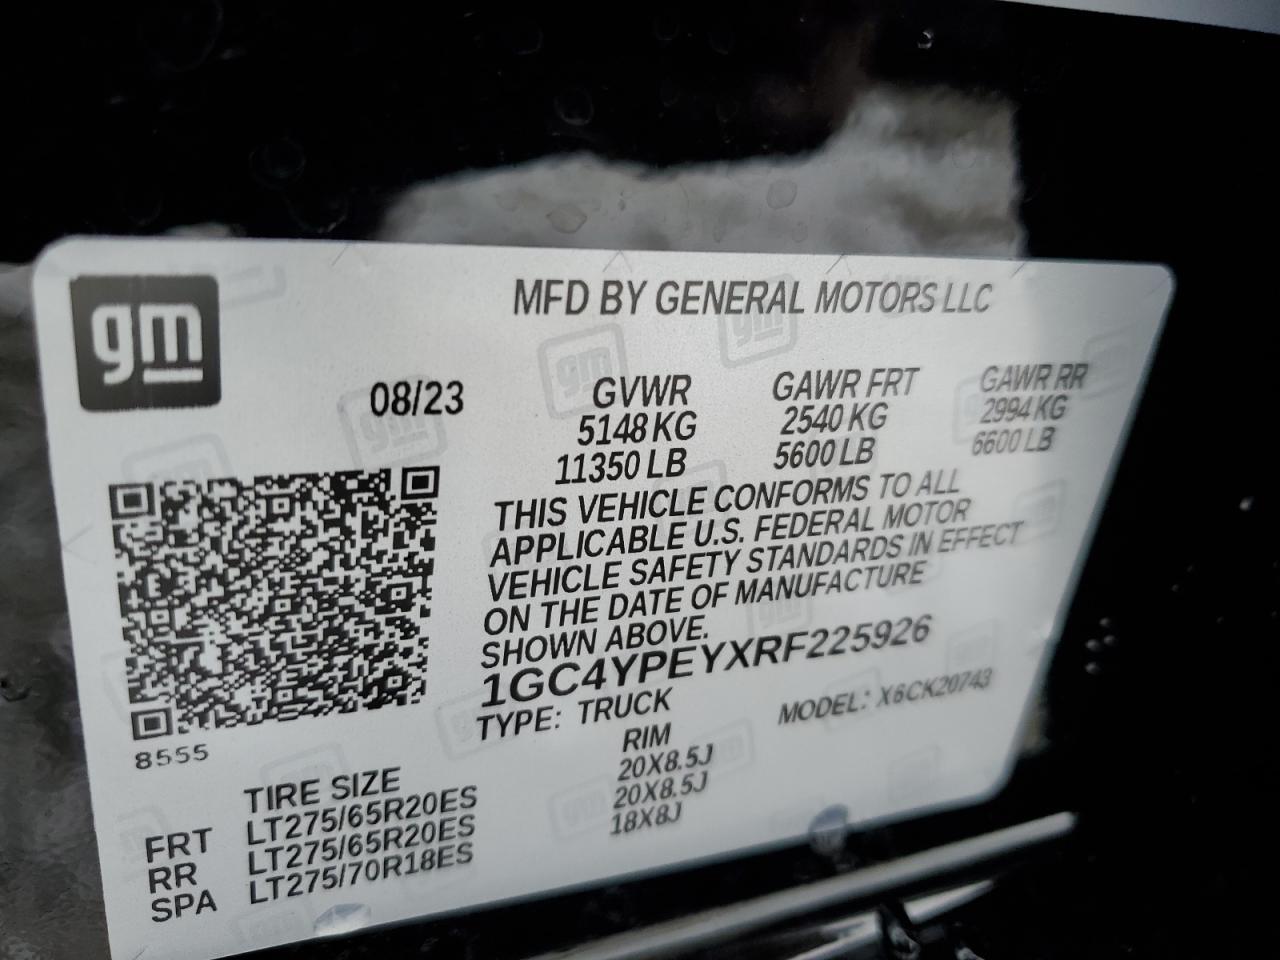 gm
MFD BY GENERAL MOTORS LLC
08/23 GVWR GAWR FRT GAWR RR
5148 KG 2540 KG 2994 KG
11350 LB 5600 LB 6600 LB
THIS VEHICLE CONFORMS TO ALL
APPLICABLE U.S. FEDERAL MOTOR
VEHICLE SAFETY STANDARDS IN EFFECT
ON THE DATE OF MANUFACTURE
SHOWN ABOVE.
1GC4YPEYXRF225926
TYPE: TRUCK MODEL: X6CK20743
8555
TIRE SIZE RIM
FRT LT275/65R20ES 20X8.5J
RR LT275/65R20ES 20X8.5J
SPA LT275/70R18ES 18X8J